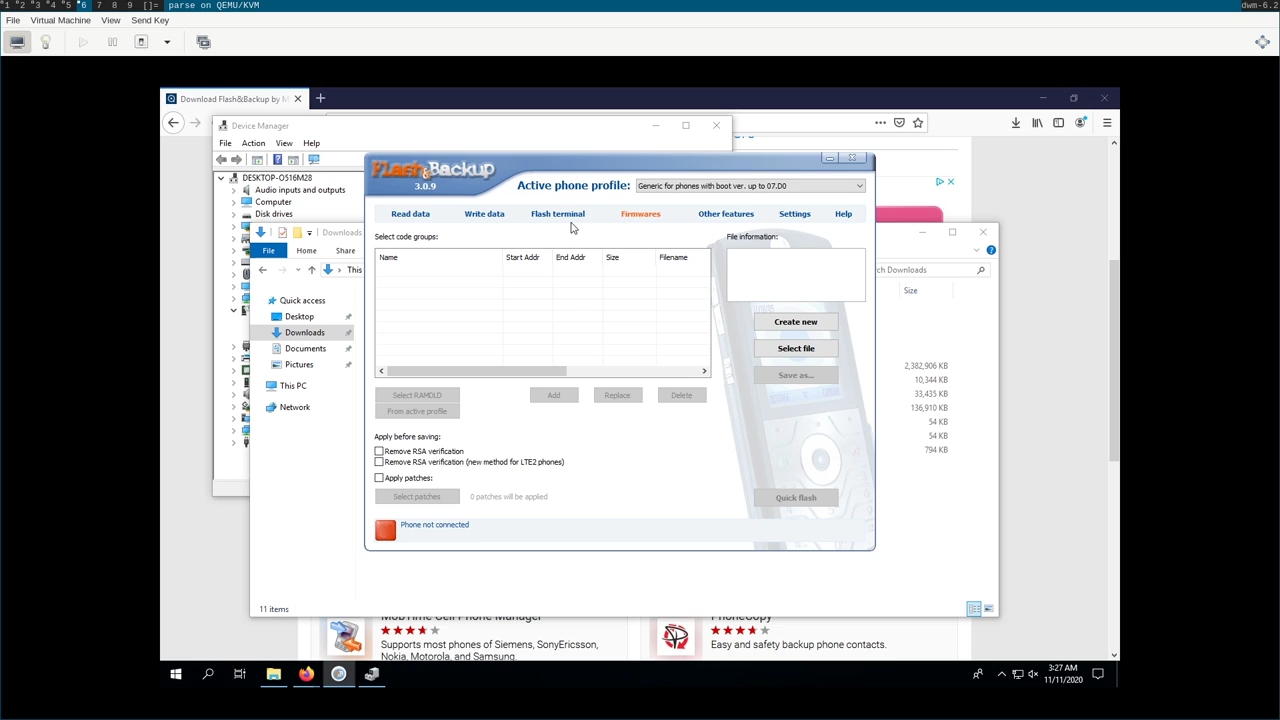 1 2 3 4 5 6 7 8 9 []= parse on QEMU/KVM dwm-6.2
File Virtual Machine View Send Key
Download Flash&Backup by M
Device Manager
File Action View Help
DESKTOP-O516M28
Audio inputs and outputs
Computer
Disk drives
Flash&Backup
3.0.9
Active phone profile: Generic for phones with boot ver. up to 07.D0
Read data Write data Flash terminal Firmwares Other features Settings Help
Select code groups: File information:
Name Start Addr End Addr Size Filename
Create new
Select file
Save as...
Select RAMDLD Add Replace Delete
From active profile
Apply before saving:
Remove RSA verification
Remove RSA verification (new method for LTE2 phones)
Apply patches:
Select patches 0 patches will be applied
Quick flash
Phone not connected
Downloads
File Home Share
This
ch Downloads
Size
Quick access
Desktop
Downloads
Documents
Pictures
This PC
Network
2,382,906 KB
10,344 KB
33,435 KB
136,910 KB
54 KB
54 KB
794 KB
11 items
MobTime Cell Phone Manager
Supports most phones of Siemens, SonyEricsson,
Nokia, Motorola, and Samsung.
PhoneCopy
Easy and safety backup phone contacts.
3:27 AM
11/11/2020